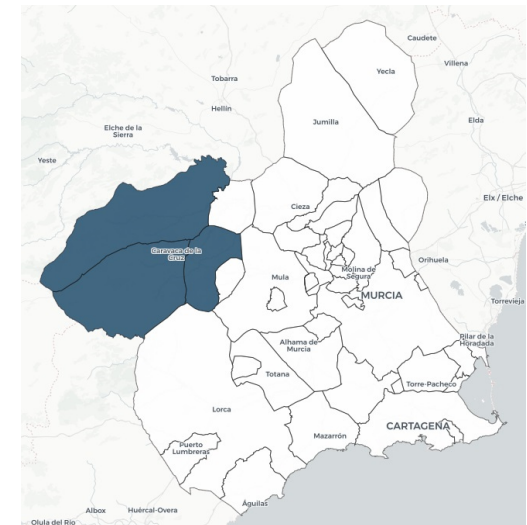 Caudete
Villena
Yecla
Tobarra
Hellín
Elda
Jumilla
Elche de la
Sierra
Yeste
Elx / Elche
Cieza
Caravaca de la
Cruz
Orihuela
Mula
Molina de
Segura
MURCIA
Torrevieja
Pilar de la
Horadada
Alhama de
Murcia
Totana
Torre-Pacheco
Lorca
CARTAGENA
Mazarrón
Puerto
Lumbreras
Águilas
Albox
Huércal-Overa
Olula del Río